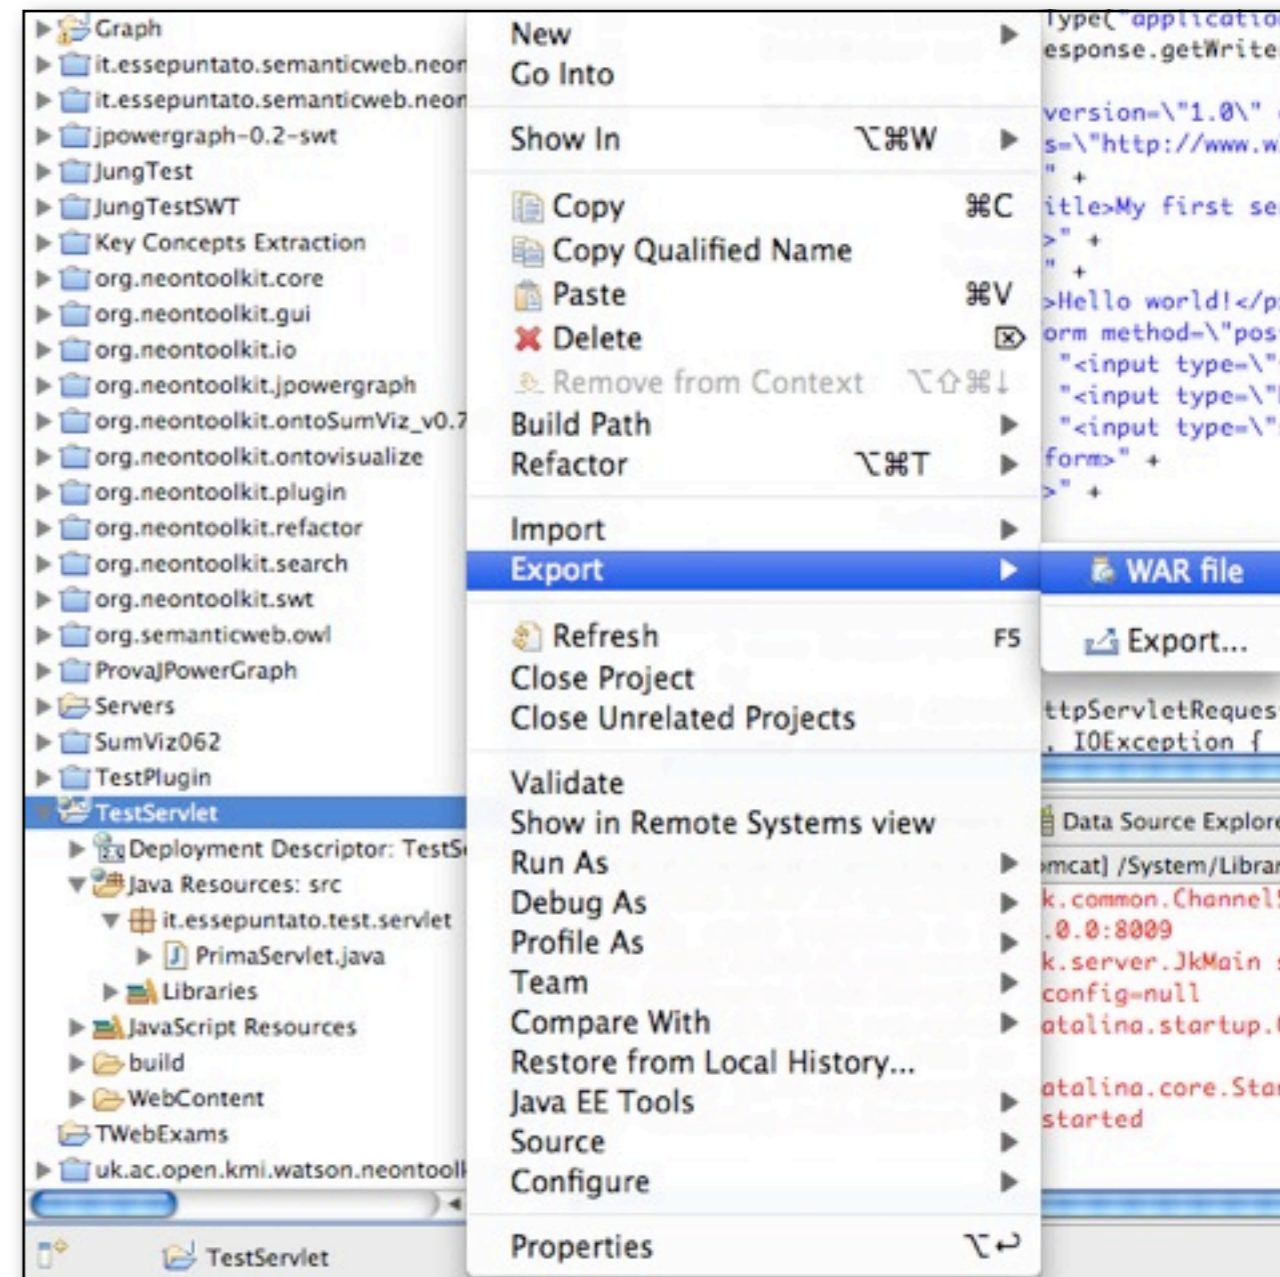 Graph
it.essepuntato.semanticweb.neon
it.essepuntato.semanticweb.neon
jpowergraph-0.2-swt
JungTest
JungTestSWT
Key Concepts Extraction
org.neontoolkit.core
org.neontoolkit.gui
org.neontoolkit.io
org.neontoolkit.jpowergraph
org.neontoolkit.ontoSumViz_v0.7
org.neontoolkit.ontovisualize
org.neontoolkit.plugin
org.neontoolkit.refactor
org.neontoolkit.search
org.neontoolkit.swt
org.semanticweb.owl
ProvaJPowerGraph
Servers
SumViz062
TestPlugin
TestServlet
Deployment Descriptor: TestS
Java Resources: src
it.essepuntato.test.servlet
PrimaServlet.java
Libraries
JavaScript Resources
build
WebContent
TWebExams
uk.ac.open.kmi.watson.neontoolk
TestServlet
New
Go Into
Show In ⌥⌘W
Copy ⌘C
Copy Qualified Name
Paste ⌘V
Delete ⌦
Remove from Context ⌥⇧⌘↓
Build Path
Refactor ⌥⌘T
Import
Export
Refresh F5
Close Project
Close Unrelated Projects
Validate
Show in Remote Systems view
Run As
Debug As
Profile As
Team
Compare With
Restore from Local History...
Java EE Tools
Source
Configure
Properties ⌥↩
WAR file
Export...
Type("application
esponse.getWrite
version=\"1.0\"
s=\"http://www.w
" +
itle>My first se
>" +
" +
>Hello world!</p
orm method=\"pos
"<input type=\"
"<input type=\"
"<input type=\"
form>" +
>" +
ttpServletReques
, IOException {
Data Source Explore
omcat] /System/Librar
k.common.Channel
.0.0:8009
k.server.JkMain s
config=null
atalina.startup.
atalina.core.Sta
started